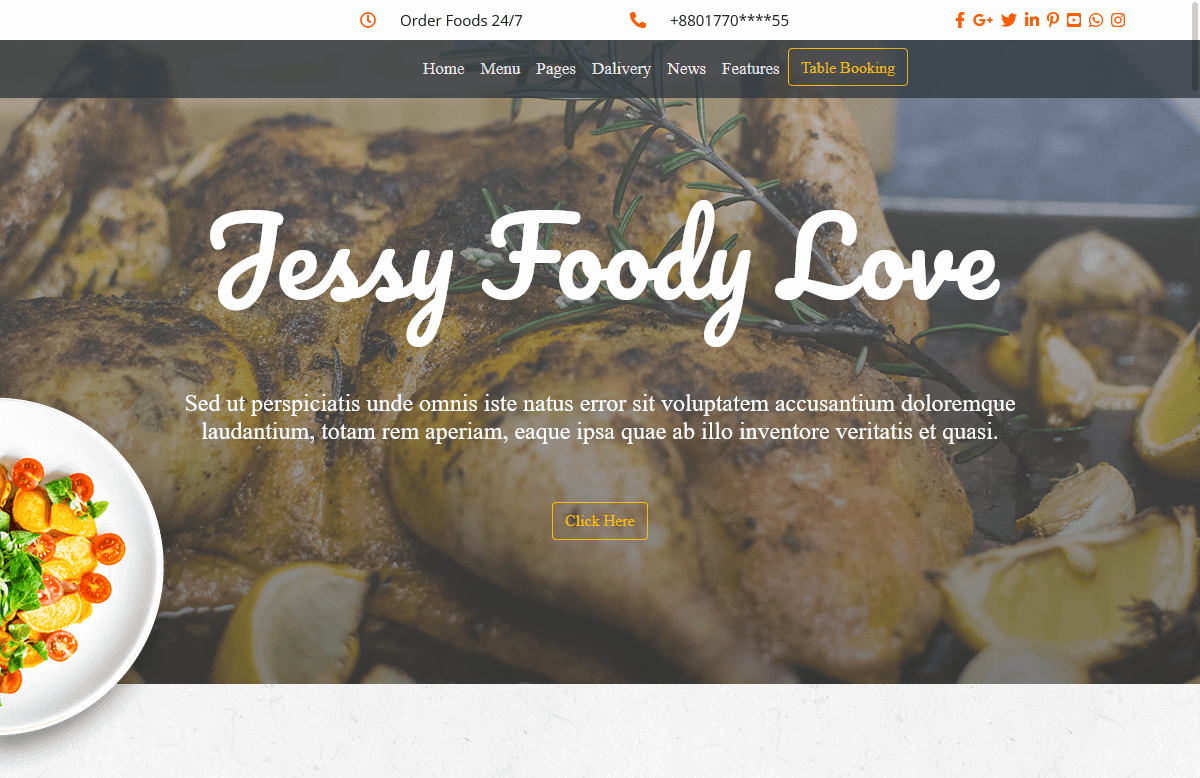 Order Foods 24/7
+8801770****55
Home Menu Pages Dalivery News Features Table Booking
Jessy Foody Love
Sed ut perspiciatis unde omnis iste natus error sit voluptatem accusantium doloremque
laudantium, totam rem aperiam, eaque ipsa quae ab illo inventore veritatis et quasi.
Click Here